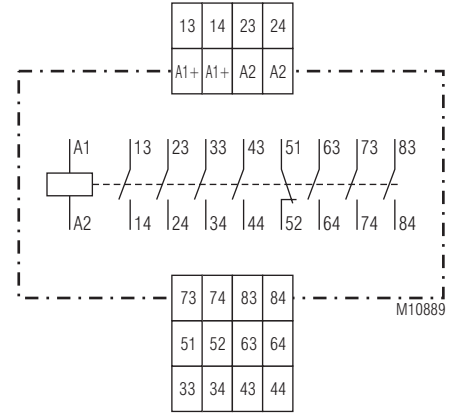 13 14 23 24
A1+ A1+ A2 A2
A1 13 23 33 43 51 63 73 83
A2 14 24 34 44 52 64 74 84
73 74 83 84
M10889
51 52 63 64
33 34 43 44